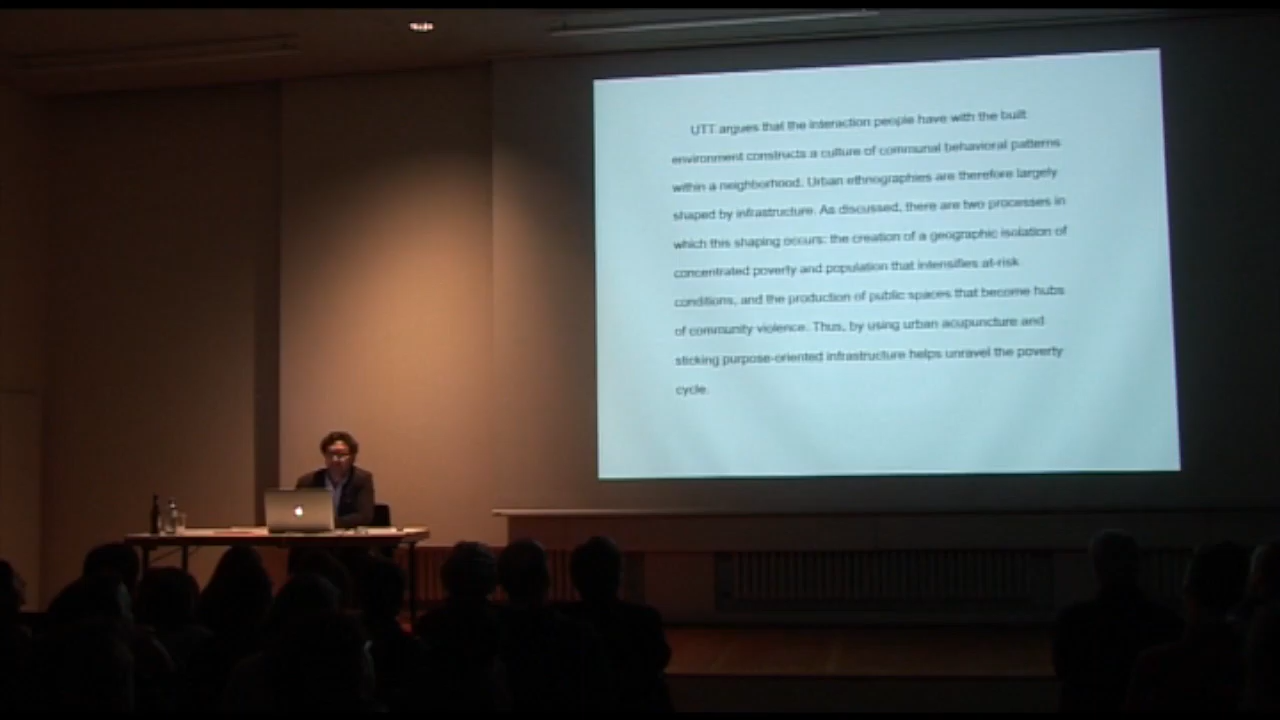 UTT argues that the interaction people have with the built
environment constructs a culture of communal behavioral patterns
within a neighborhood. Urban ethnographies are therefore largely
shaped by infrastructure. As discussed, there are two processes in
which this shaping occurs: the creation of a geographic isolation of
concentrated poverty and population that intensifies at-risk
conditions, and the production of public spaces that become hubs
of community violence. Thus, by using urban acupuncture and
sticking purpose-oriented infrastructure helps unravel the poverty
cycle.